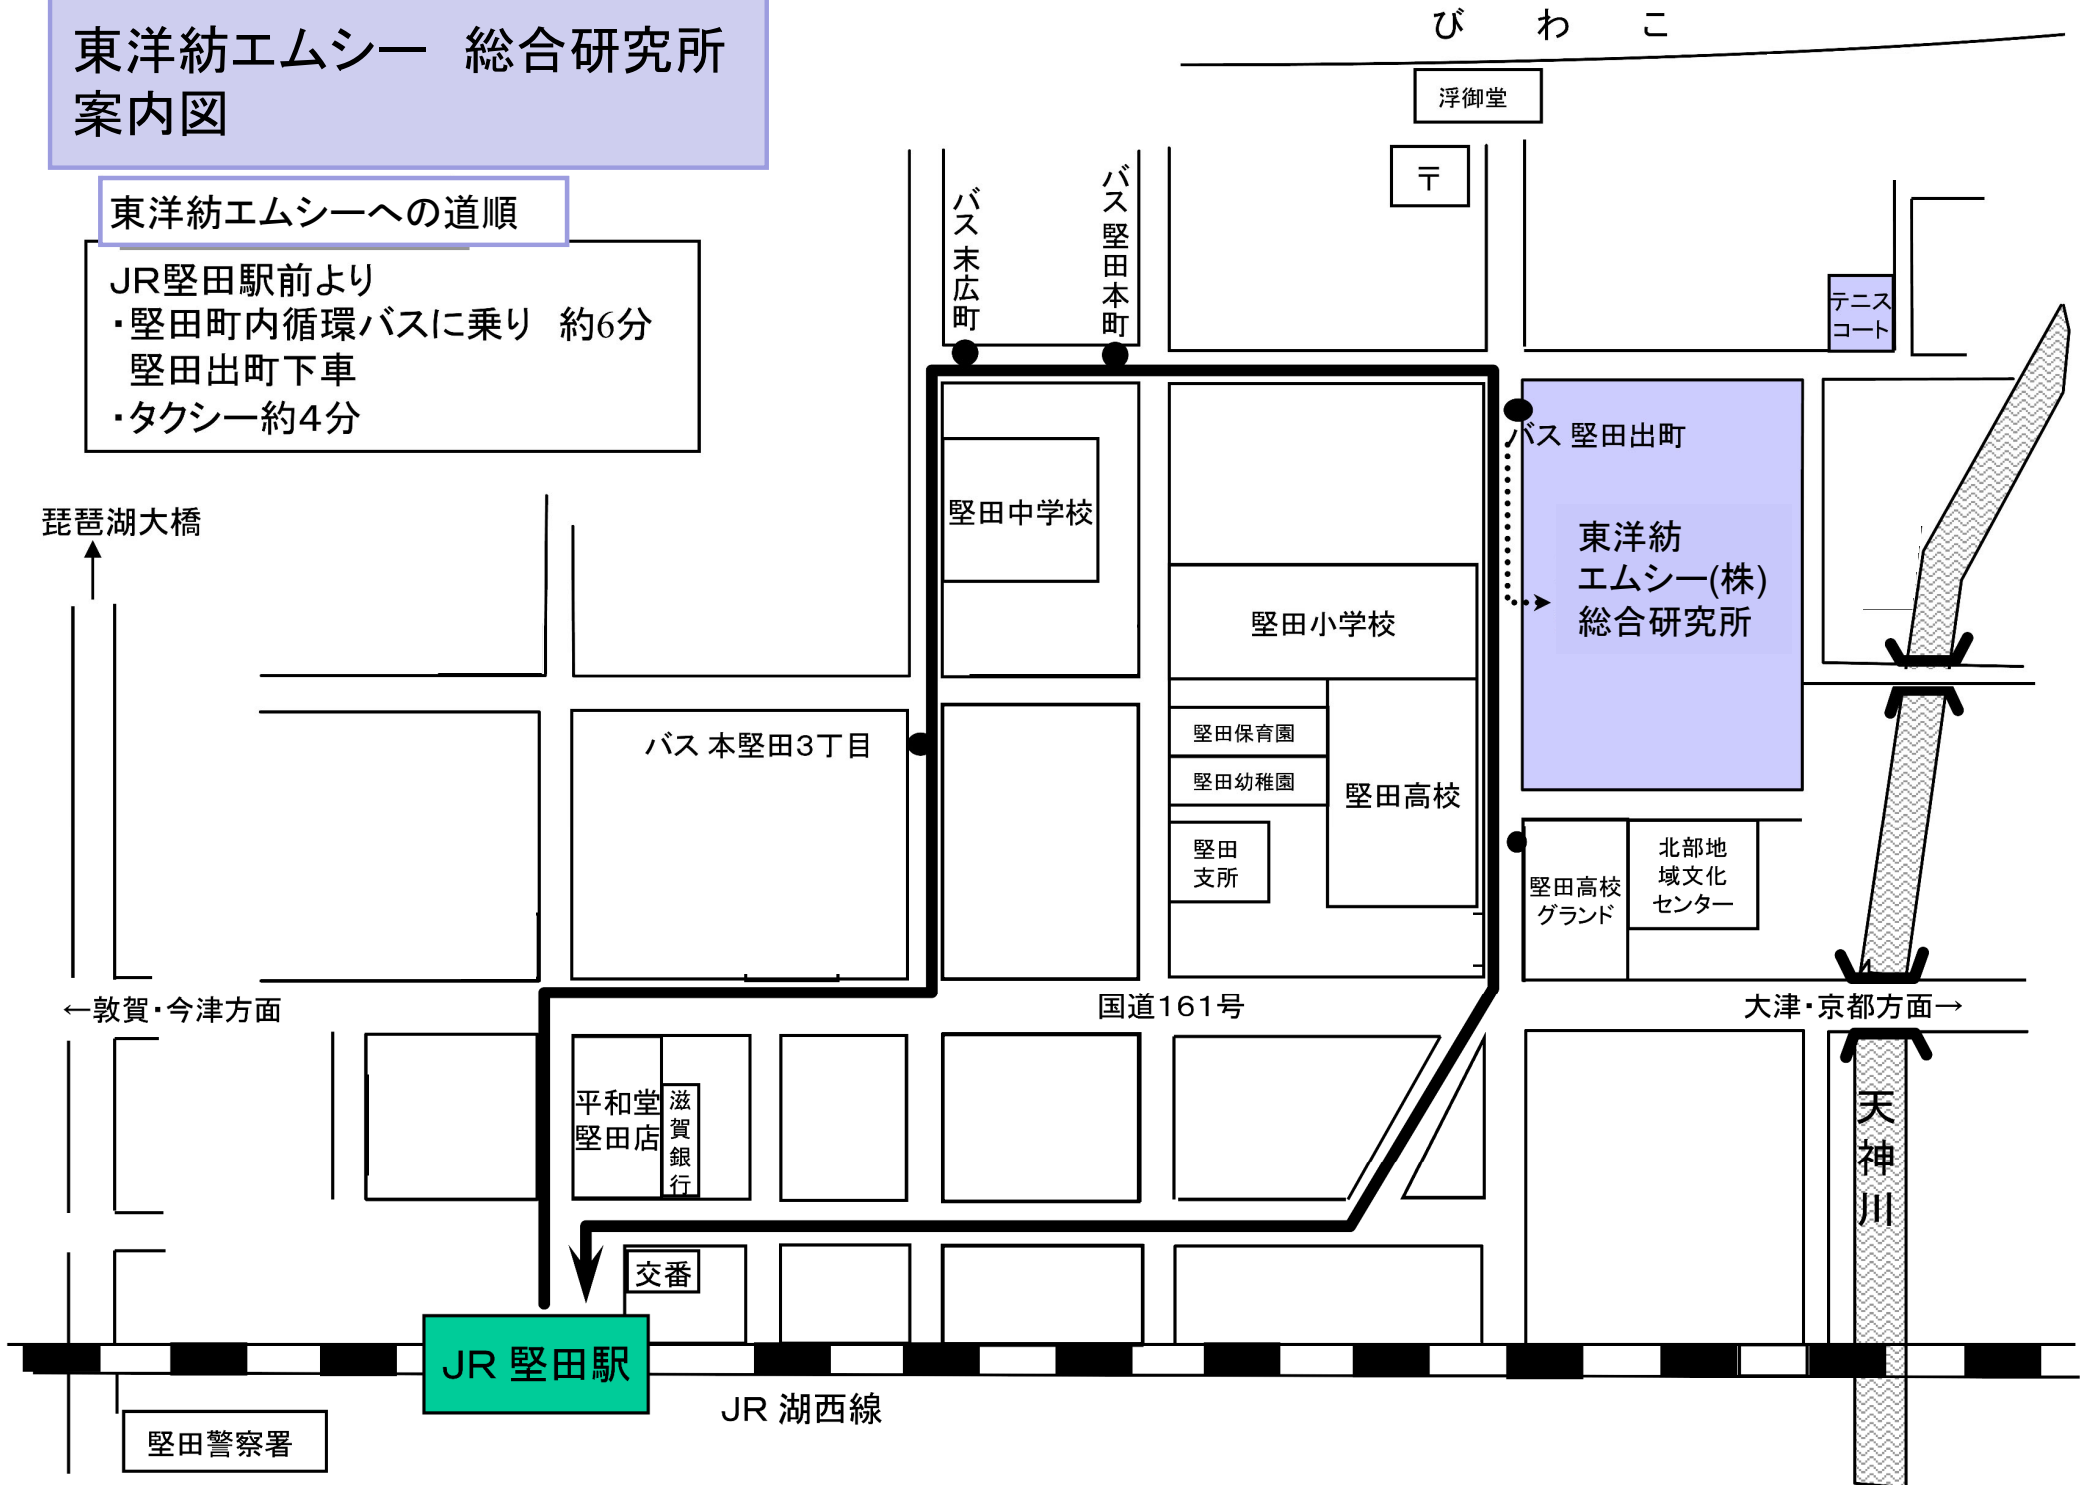 東洋紡エムシー　総合研究所
案内図
東洋紡エムシーへの道順
JR堅田駅前より
・堅田町内循環バスに乗り　約6分
堅田出町下車
・タクシー約4分
びわこ
浮御堂
〒
バス 末広町
バス 堅田本町
テニス
コート
バス 堅田出町
堅田中学校
琵琶湖大橋
東洋紡
エムシー(株)
総合研究所
堅田小学校
バス 本堅田3丁目
堅田保育園
堅田幼稚園
堅田高校
堅田
支所
堅田高校
グランド
北部地
域文化
センター
←敦賀・今津方面
国道161号
大津・京都方面→
平和堂
堅田店
滋賀銀行
天神川
交番
JR 堅田駅
JR 湖西線
堅田警察署